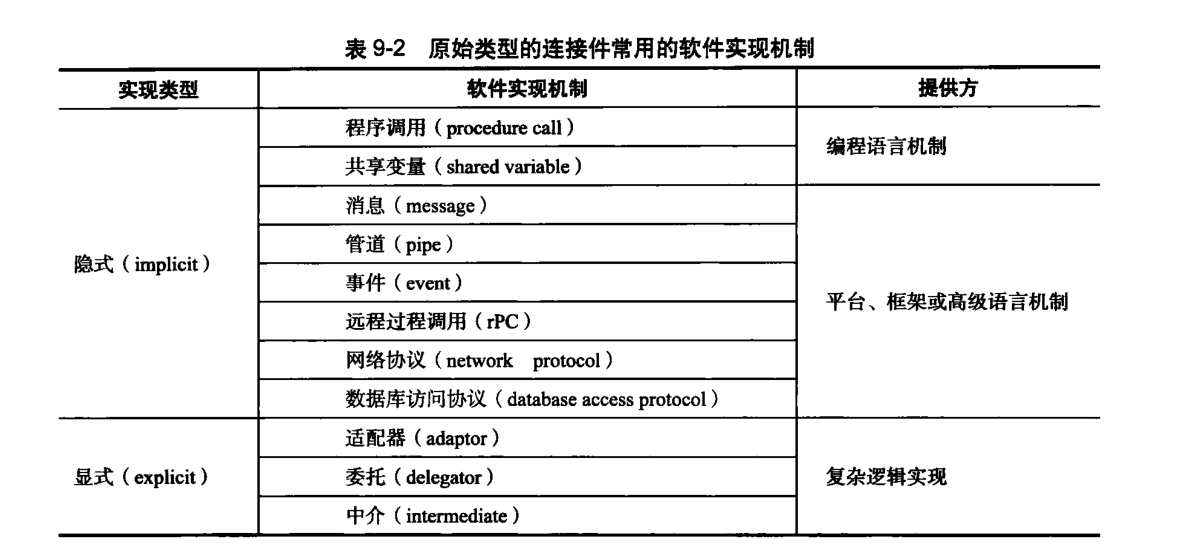 表 9-2 原始类型的连接件常用的软件实现机制
实现类型 软件实现机制 提供方
程序调用（procedure call）
编程语言机制
共享变量（shared variable）
消息（message）
管道（pipe）
隐式（implicit）
事件（event）
平台、框架或高级语言机制
远程过程调用（rPC）
网络协议（network protocol）
数据库访问协议（database access protocol）
适配器（adaptor）
显式（explicit） 委托（delegator） 复杂逻辑实现
中介（intermediate）